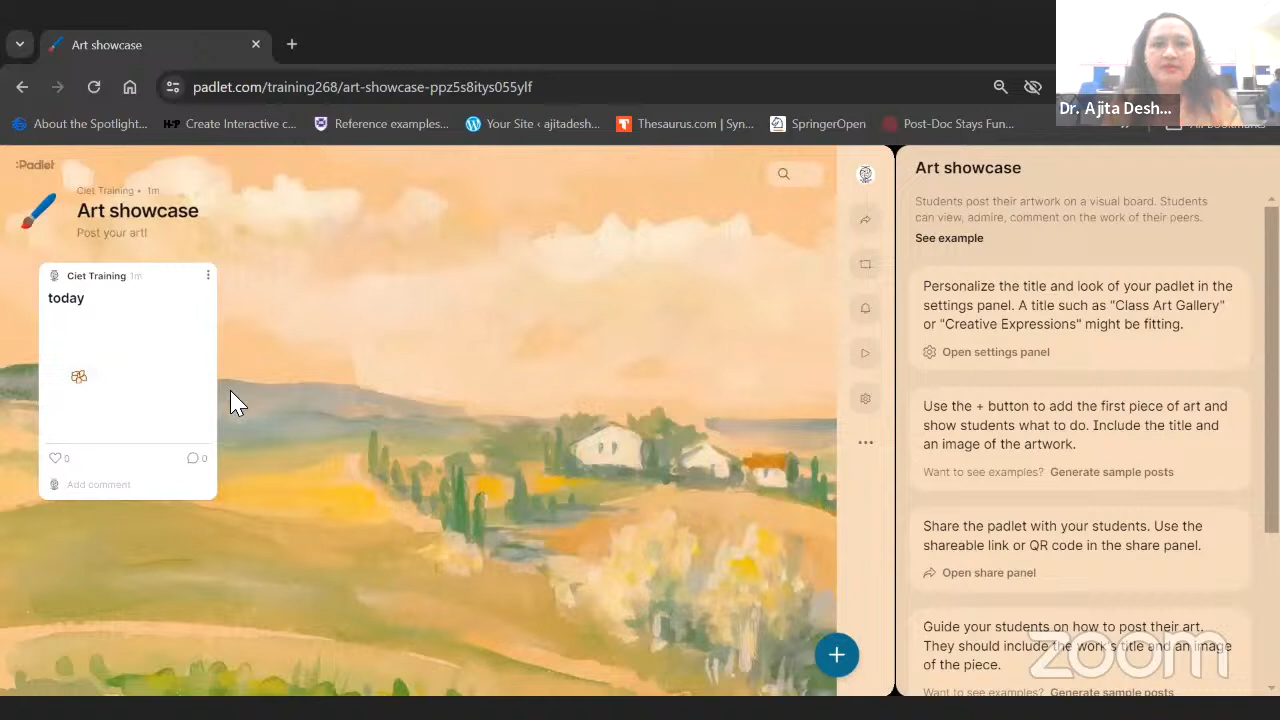 Art showcase
padlet.com/training268/art-showcase-ppz5s8itys055ylf
Dr. Ajita Desh...
About the Spotlight...
Create Interactive c...
Reference examples...
Your Site ‹ ajitadesh...
Thesaurus.com | Syn...
SpringerOpen
Post-Doc Stays Fun...
:Padlet
Ciet Training • 1m
Art showcase
Post your art!
Ciet Training 1m
today
0
0
Add comment
Art showcase
Students post their artwork on a visual board. Students
can view, admire, comment on the work of their peers.
See example
Personalize the title and look of your padlet in the
settings panel. A title such as "Class Art Gallery"
or "Creative Expressions" might be fitting.
Open settings panel
Use the + button to add the first piece of art and
show students what to do. Include the title and
an image of the artwork.
Want to see examples? Generate sample posts
Share the padlet with your students. Use the
shareable link or QR code in the share panel.
Open share panel
Guide your students on how to post their art.
They should include the work's title and an image
of the piece.
Want to see examples? Generate sample posts
zoom